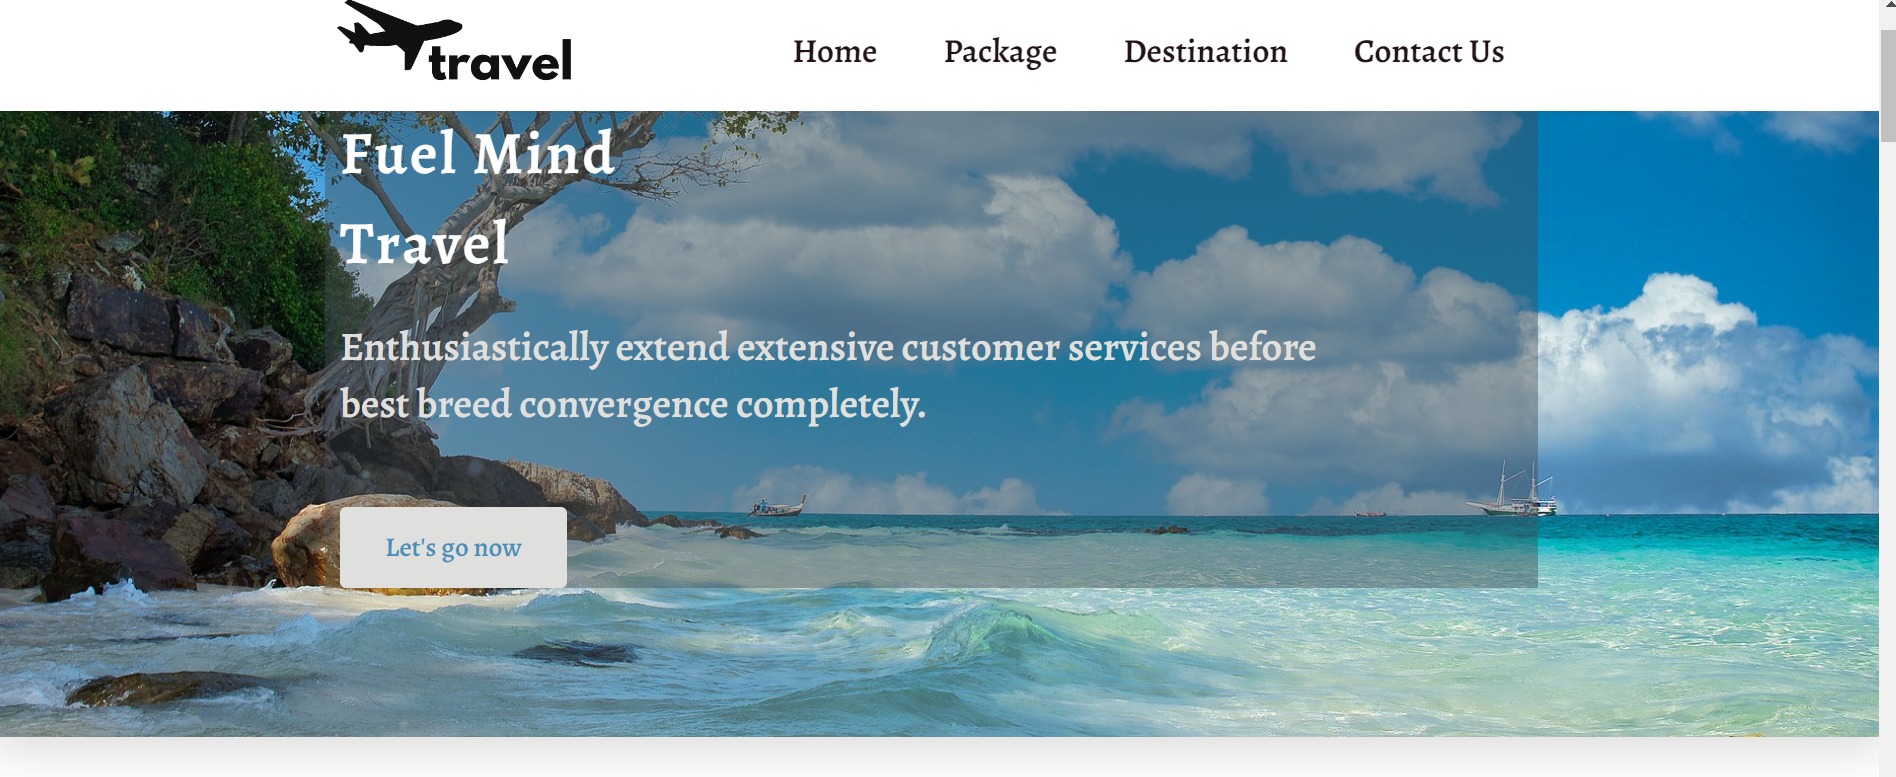 travel
Home Package Destination Contact Us
Fuel Mind
Travel
Enthusiastically extend extensive customer services before
best breed convergence completely.
Let's go now